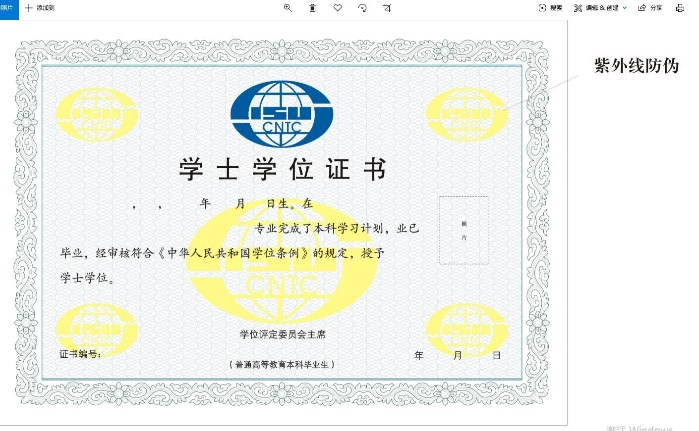 照片 + 添加到
搜索 编辑 & 创建 分享
紫外线防伪
ISU
CNIC
学士学位证书
， ， 年 月 日生。在
专业完成了本科学习计划，业已
毕业，经审核符合《中华人民共和国学位条例》的规定，授予
学士学位。
照
片
CNIC
学位评定委员会主席
证书编号：
年 月 日
（普通高等教育本科毕业生）
激活 Windows